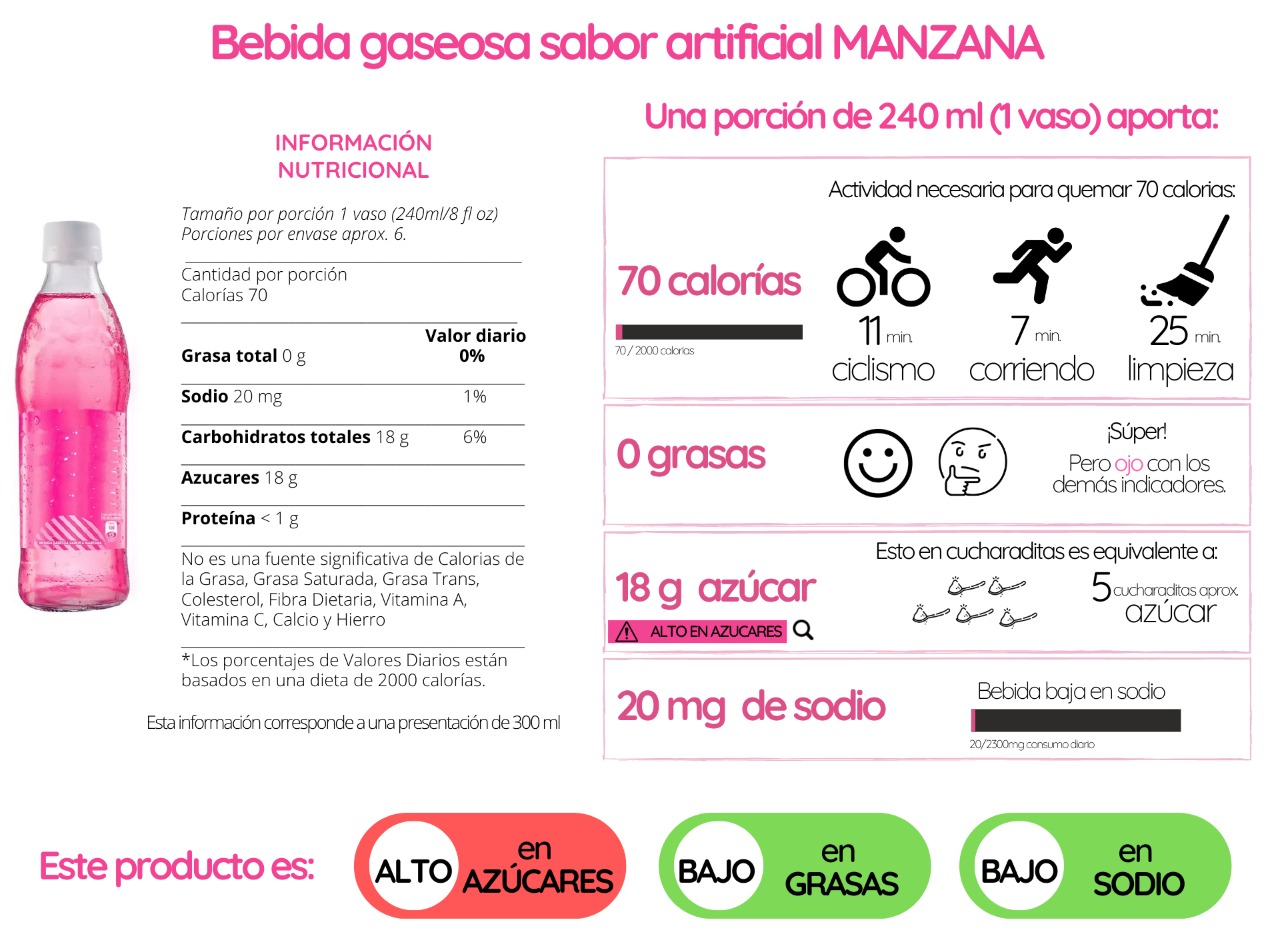 Bebida gaseosa sabor artificial MANZANA
INFORMACIÓN
NUTRICIONAL
Tamaño por porción 1 vaso (240ml/8 fl oz)
Porciones por envase aprox. 6.
Cantidad por porción
Calorías 70
Valor diario
Grasa total 0 g 0%
Sodio 20 mg 1%
Carbohidratos totales 18 g 6%
Azucares 18 g
Proteína < 1 g
No es una fuente significativa de Calorias de
la Grasa, Grasa Saturada, Grasa Trans,
Colesterol, Fibra Dietaria, Vitamina A,
Vitamina C, Calcio y Hierro
*Los porcentajes de Valores Diarios están
basados en una dieta de 2000 calorías.
Esta información corresponde a una presentación de 300 ml
Una porción de 240 ml (1 vaso) aporta:
70 calorías
70 / 2000 calorias
Actividad necesaria para quemar 70 calorias:
11 min.
ciclismo
7 min.
corriendo
25 min.
limpieza
0 grasas
¡Súper!
Pero ojo con los
demás indicadores.
18 g azúcar
ALTO EN AZUCARES
Esto en cucharaditas es equivalente a:
5 cucharaditas aprox.
azúcar
20 mg de sodio
Bebida baja en sodio
20/2300mg consumo diario
Este producto es:
ALTO
en
AZÚCARES
BAJO
en
GRASAS
BAJO
en
SODIO